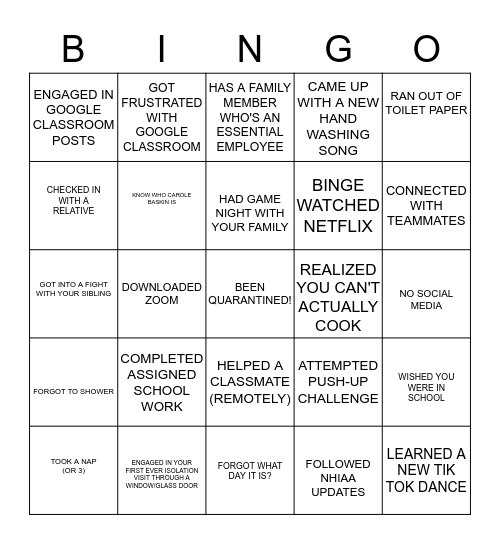 B I N G O
ENGAGED IN
GOOGLE
CLASSROOM
POSTS
GOT
FRUSTRATED
WITH
GOOGLE
CLASSROOM
HAS A FAMILY
MEMBER
WHO'S AN
ESSENTIAL
EMPLOYEE
CAME UP
WITH A NEW
HAND
WASHING
SONG
RAN OUT OF
TOILET PAPER
CHECKED IN
WITH A
RELATIVE
KNOW WHO CAROLE
BASKIN IS
HAD GAME
NIGHT WITH
YOUR FAMILY
BINGE
WATCHED
NETFLIX
CONNECTED
WITH
TEAMMATES
GOT INTO A FIGHT
WITH YOUR SIBLING
DOWNLOADED
ZOOM
BEEN
QUARANTINED!
REALIZED
YOU CAN'T
ACTUALLY
COOK
NO SOCIAL
MEDIA
FORGOT TO SHOWER
COMPLETED
ASSIGNED
SCHOOL
WORK
HELPED A
CLASSMATE
(REMOTELY)
ATTEMPTED
PUSH-UP
CHALLENGE
WISHED YOU
WERE IN
SCHOOL
TOOK A NAP
(OR 3)
ENGAGED IN YOUR
FIRST EVER ISOLATION
VISIT THROUGH A
WINDOW/GLASS DOOR
FORGOT WHAT
DAY IT IS?
FOLLOWED
NHIAA
UPDATES
LEARNED A
NEW TIK
TOK DANCE